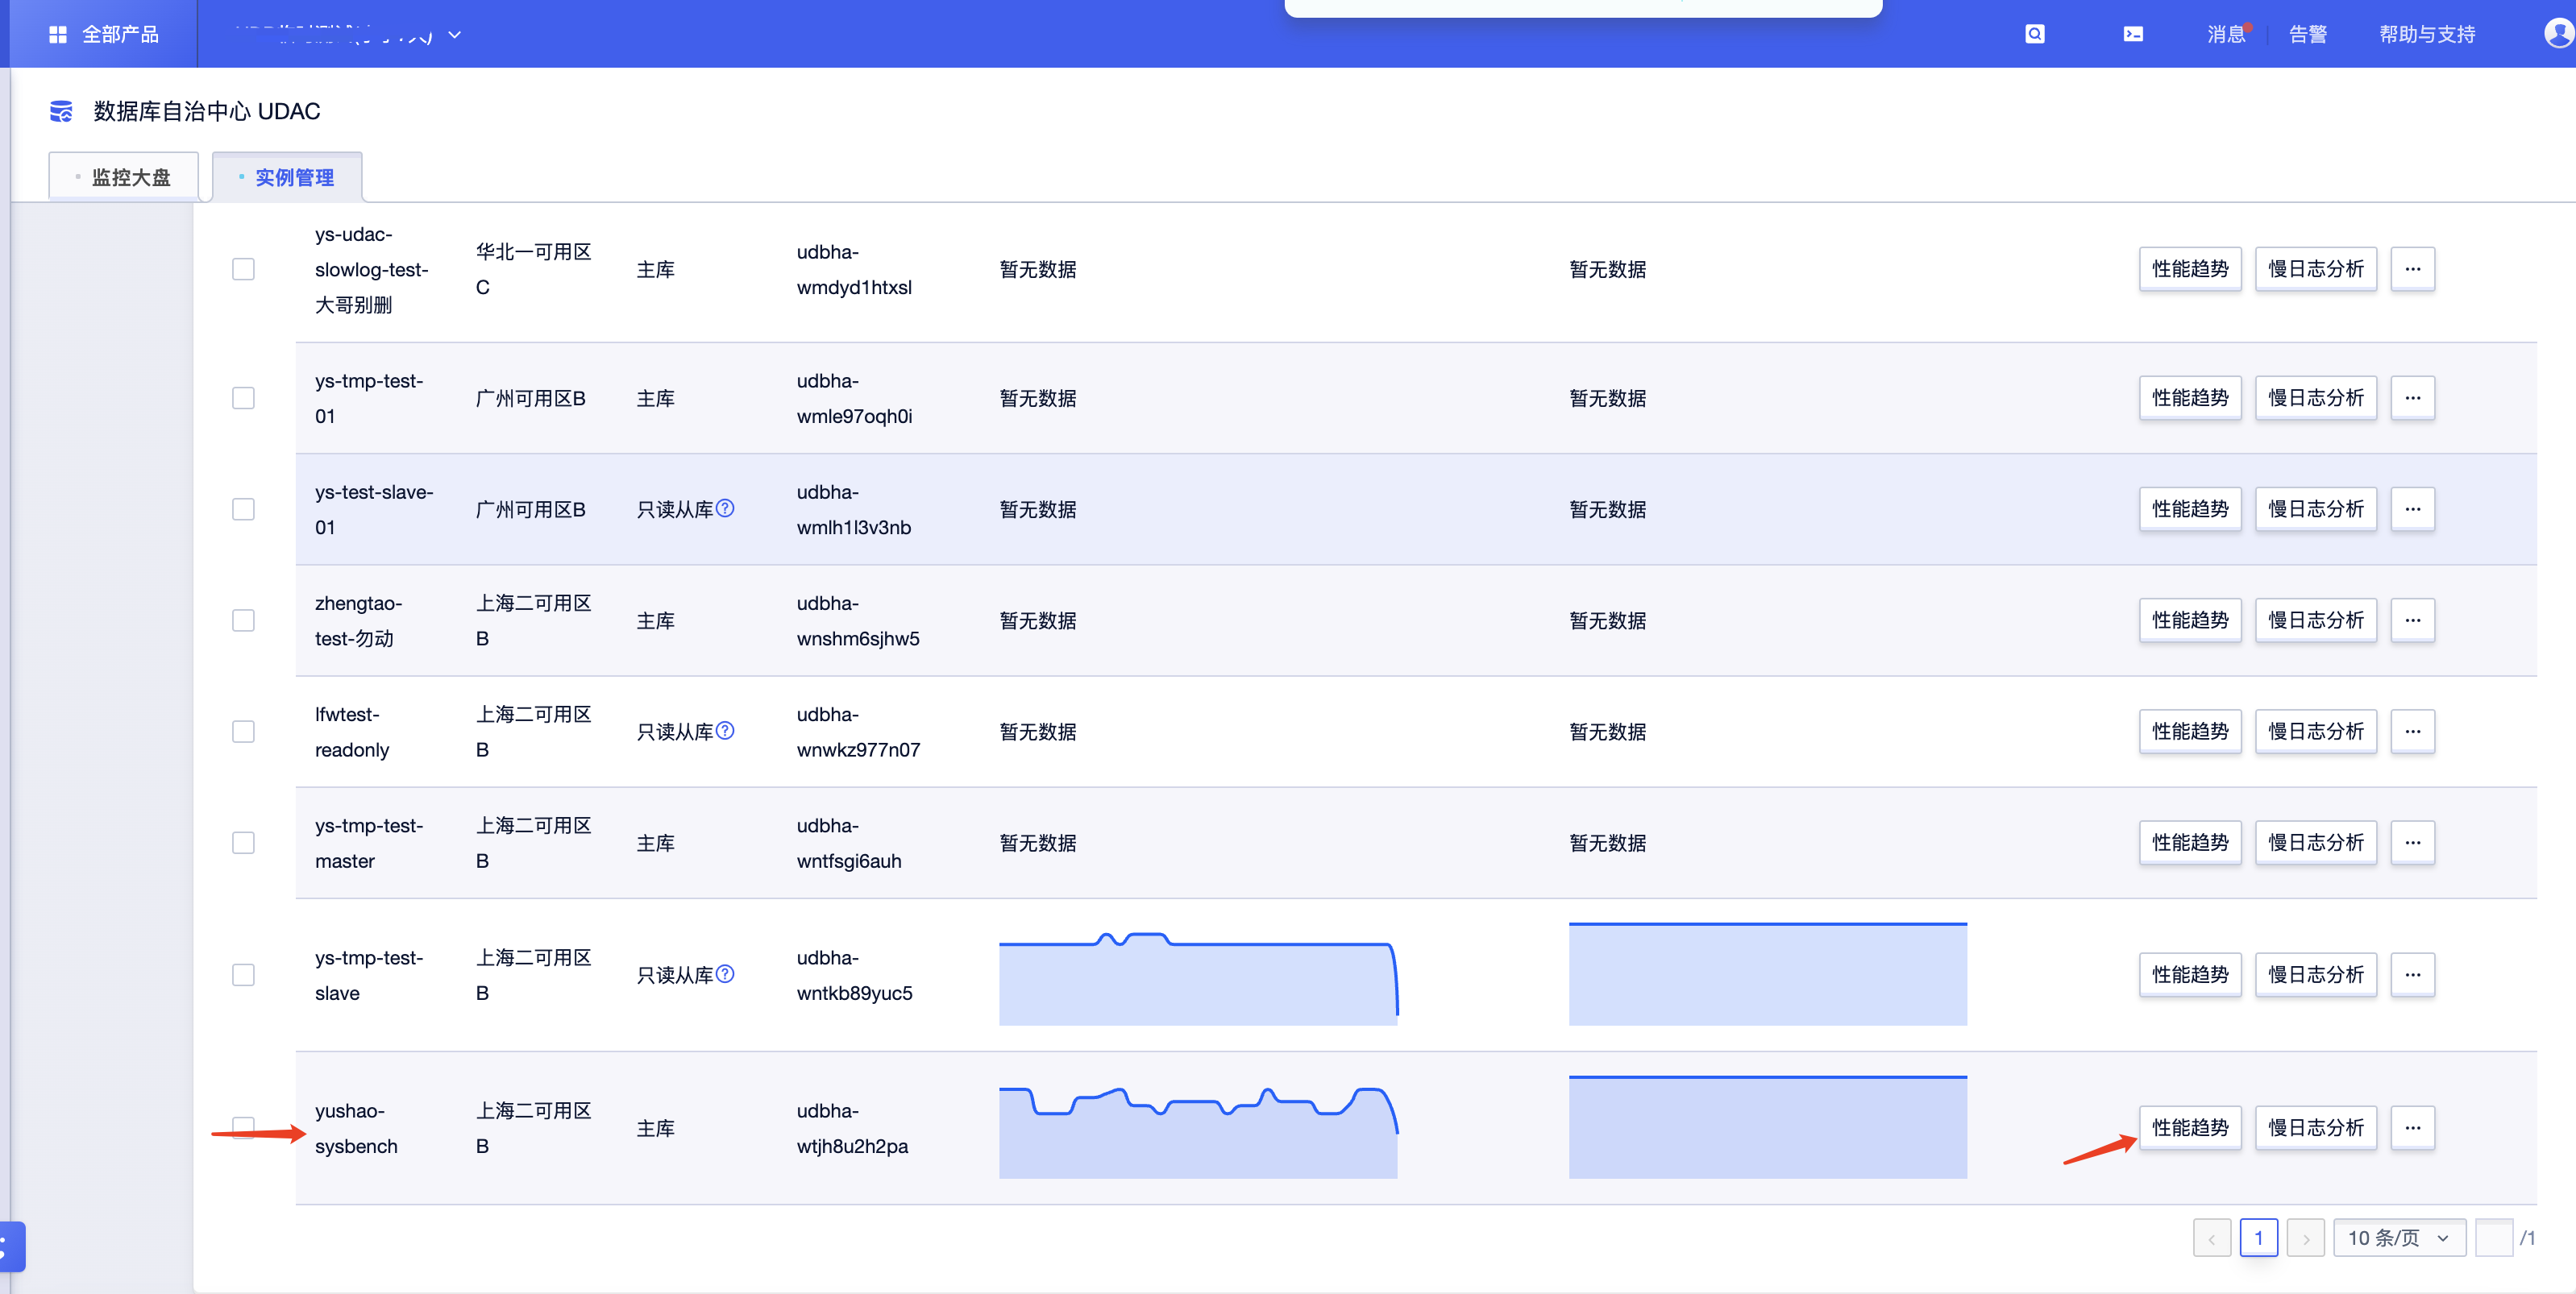 全部产品
消息
告警
帮助与支持
数据库自治中心 UDAC
监控大盘
实例管理
ys-udac-
slowlog-test-
大哥别删
华北一可用区
C
主库
udbha-
wmdyd1htxsl
暂无数据
暂无数据
性能趋势
慢日志分析
...
ys-tmp-test-
01
广州可用区B
主库
udbha-
wmle97oqh0i
暂无数据
暂无数据
性能趋势
慢日志分析
...
ys-test-slave-
01
广州可用区B
只读从库?
udbha-
wmlh1l3v3nb
暂无数据
暂无数据
性能趋势
慢日志分析
...
zhengtao-
test-勿动
上海二可用区
B
主库
udbha-
wnshm6sjhw5
暂无数据
暂无数据
性能趋势
慢日志分析
...
lfwtest-
readonly
上海二可用区
B
只读从库?
udbha-
wnwkz977n07
暂无数据
暂无数据
性能趋势
慢日志分析
...
ys-tmp-test-
master
上海二可用区
B
主库
udbha-
wntfsgi6auh
暂无数据
暂无数据
性能趋势
慢日志分析
...
ys-tmp-test-
slave
上海二可用区
B
只读从库?
udbha-
wntkb89yuc5
性能趋势
慢日志分析
...
yushao-
sysbench
上海二可用区
B
主库
udbha-
wtjh8u2h2pa
性能趋势
慢日志分析
...
< 1 > 10 条/页 /1